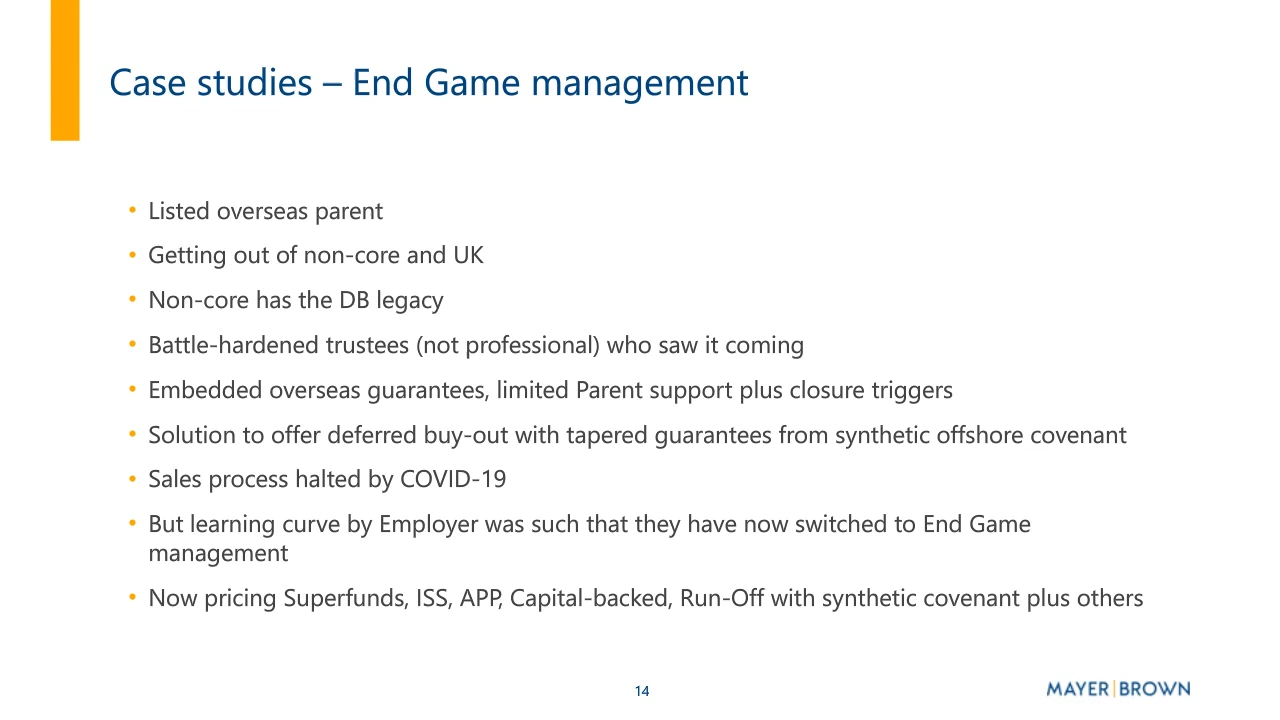 Case studies – End Game management
• Listed overseas parent
• Getting out of non-core and UK
• Non-core has the DB legacy
• Battle-hardened trustees (not professional) who saw it coming
• Embedded overseas guarantees, limited Parent support plus closure triggers
• Solution to offer deferred buy-out with tapered guarantees from synthetic offshore covenant
• Sales process halted by COVID-19
• But learning curve by Employer was such that they have now switched to End Game
management
• Now pricing Superfunds, ISS, APP, Capital-backed, Run-Off with synthetic covenant plus others
14
MAYER|BROWN